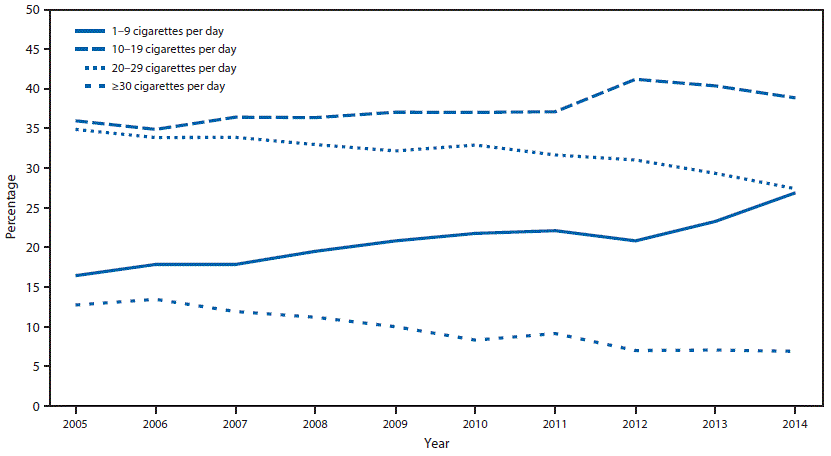 50
45
40
35
30
25
20
15
10
5
0
Percentage
1–9 cigarettes per day
10–19 cigarettes per day
20–29 cigarettes per day
≥30 cigarettes per day
2005 2006 2007 2008 2009 2010 2011 2012 2013 2014
Year